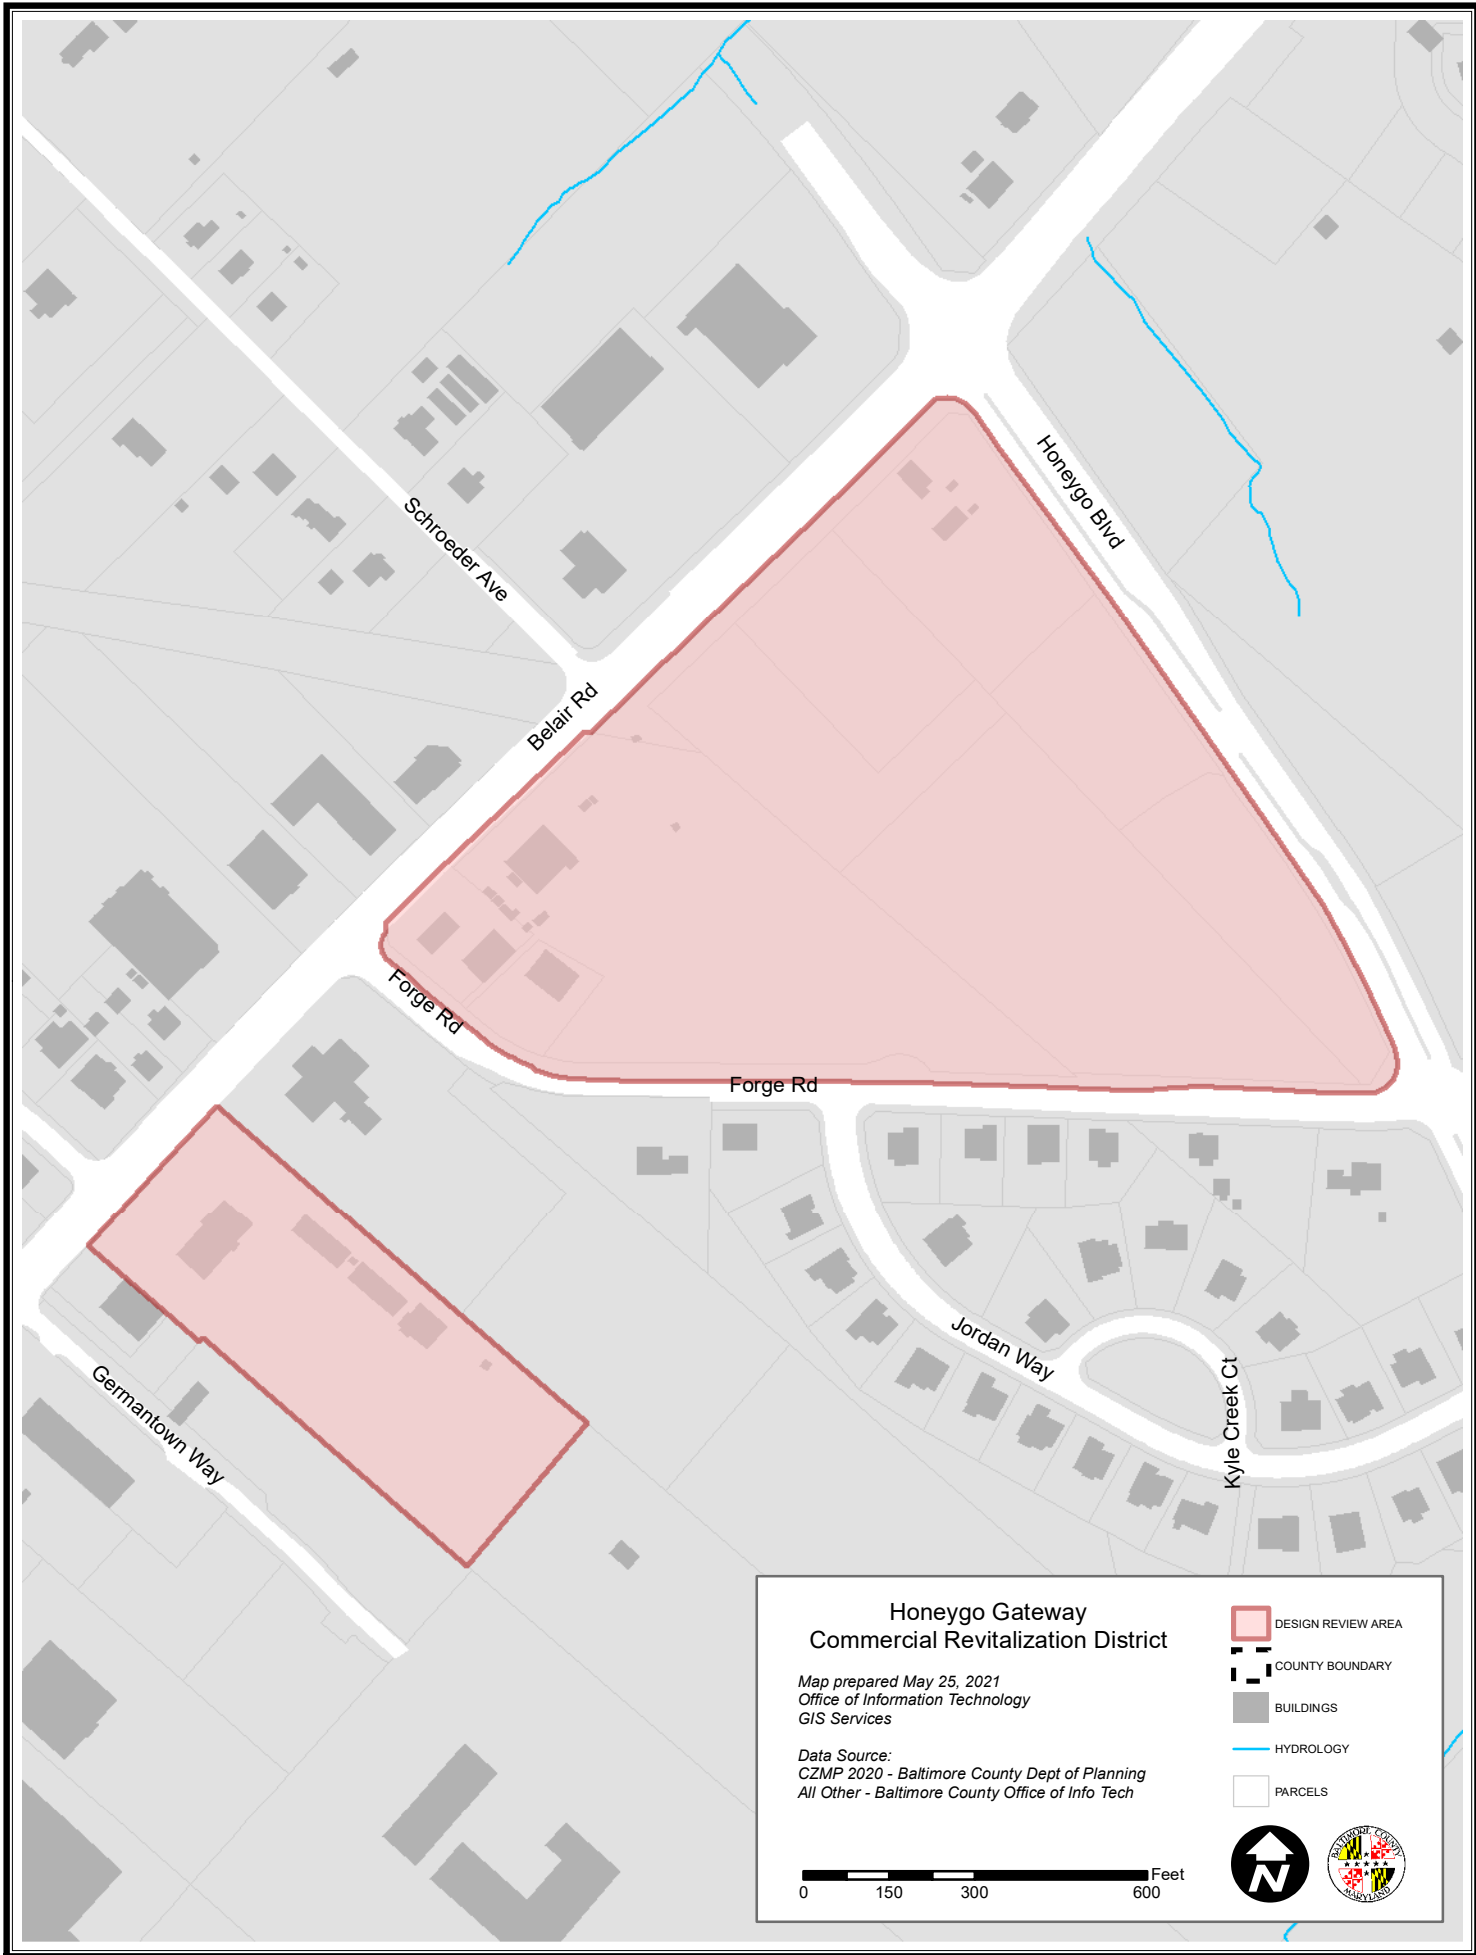 Honeygo Blvd
Schroeder Ave
Belair Rd
Forge Rd
Forge Rd
Jordan Way
Kyle Creek Ct
Germantown Way
Honeygo Gateway
Commercial Revitalization District
Map prepared May 25, 2021
Office of Information Technology
GIS Services
Data Source:
CZMP 2020 - Baltimore County Dept of Planning
All Other - Baltimore County Office of Info Tech
Feet
0 150 300 600
DESIGN REVIEW AREA
COUNTY BOUNDARY
BUILDINGS
HYDROLOGY
PARCELS
N
BALTIMORE COUNTY
MARYLAND